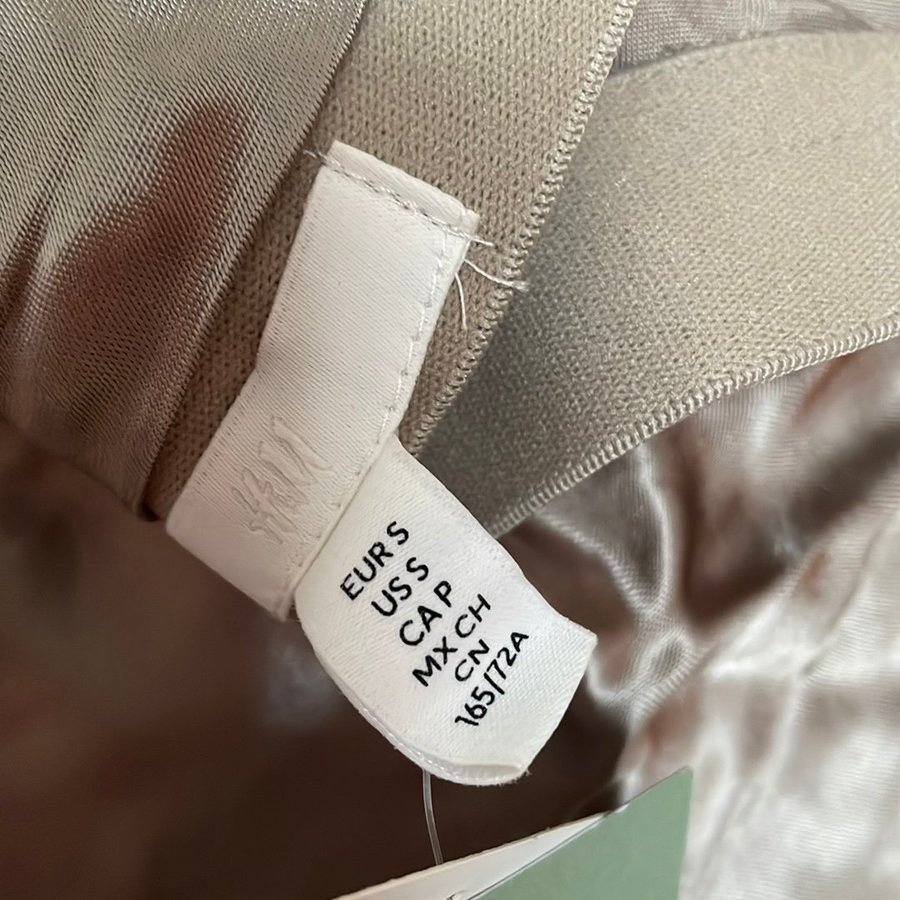 H&M
EUR S
US S
CA P
MX CH
CN
165/72A